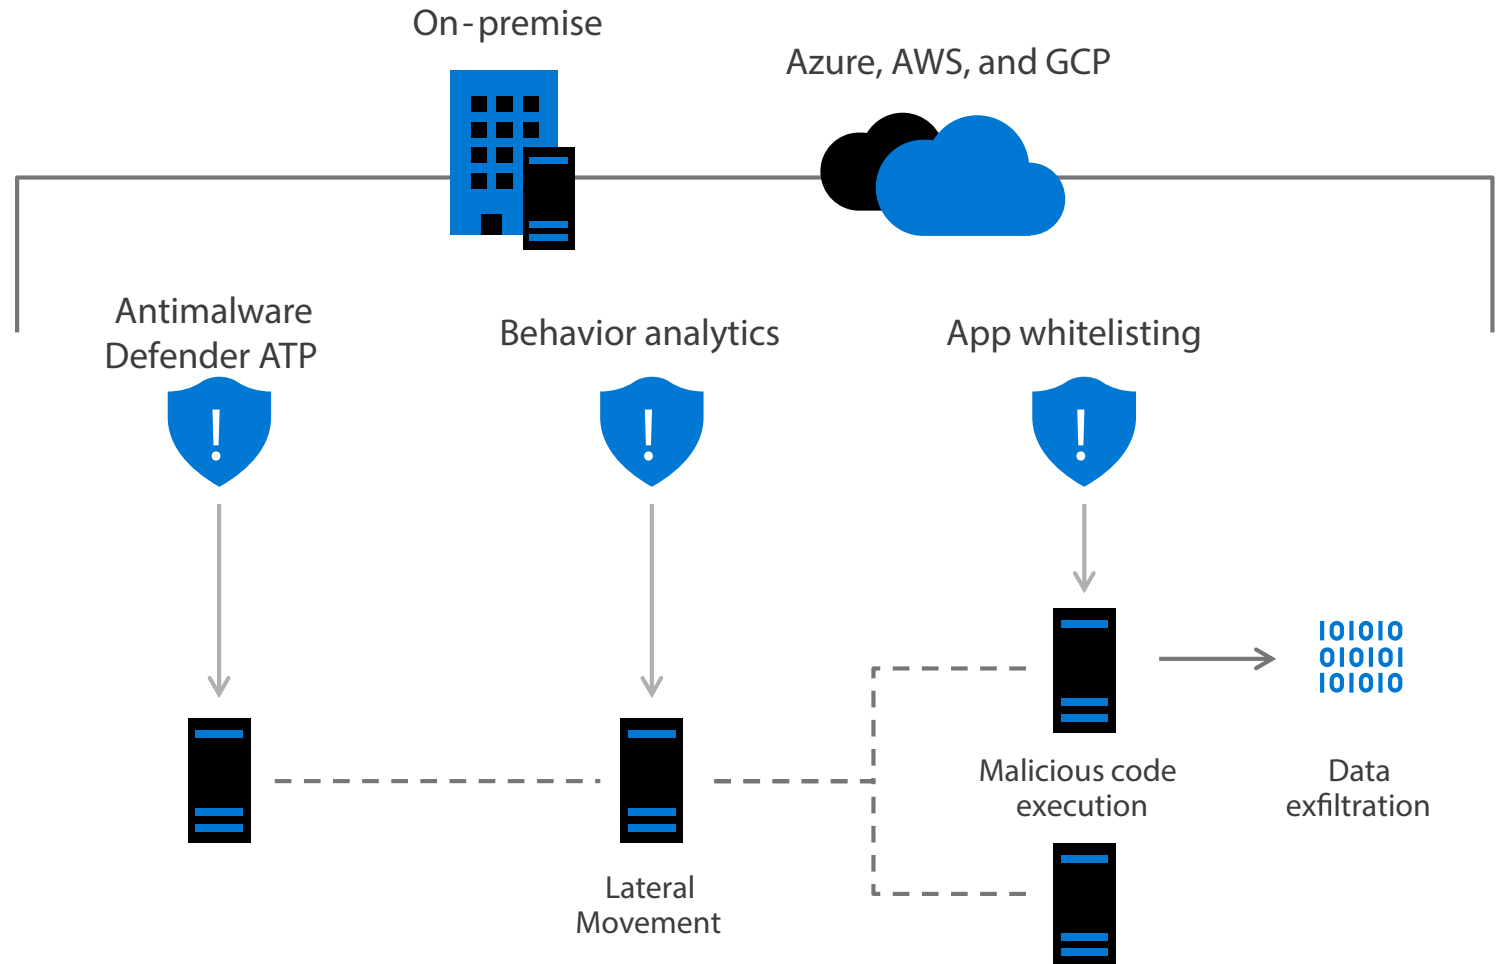 On-premise
Azure, AWS, and GCP
Antimalware
Defender ATP
Behavior analytics
App whitelisting
!
!
!
101010
010101
101010
Malicious code
execution
Data
exfiltration
Lateral
Movement